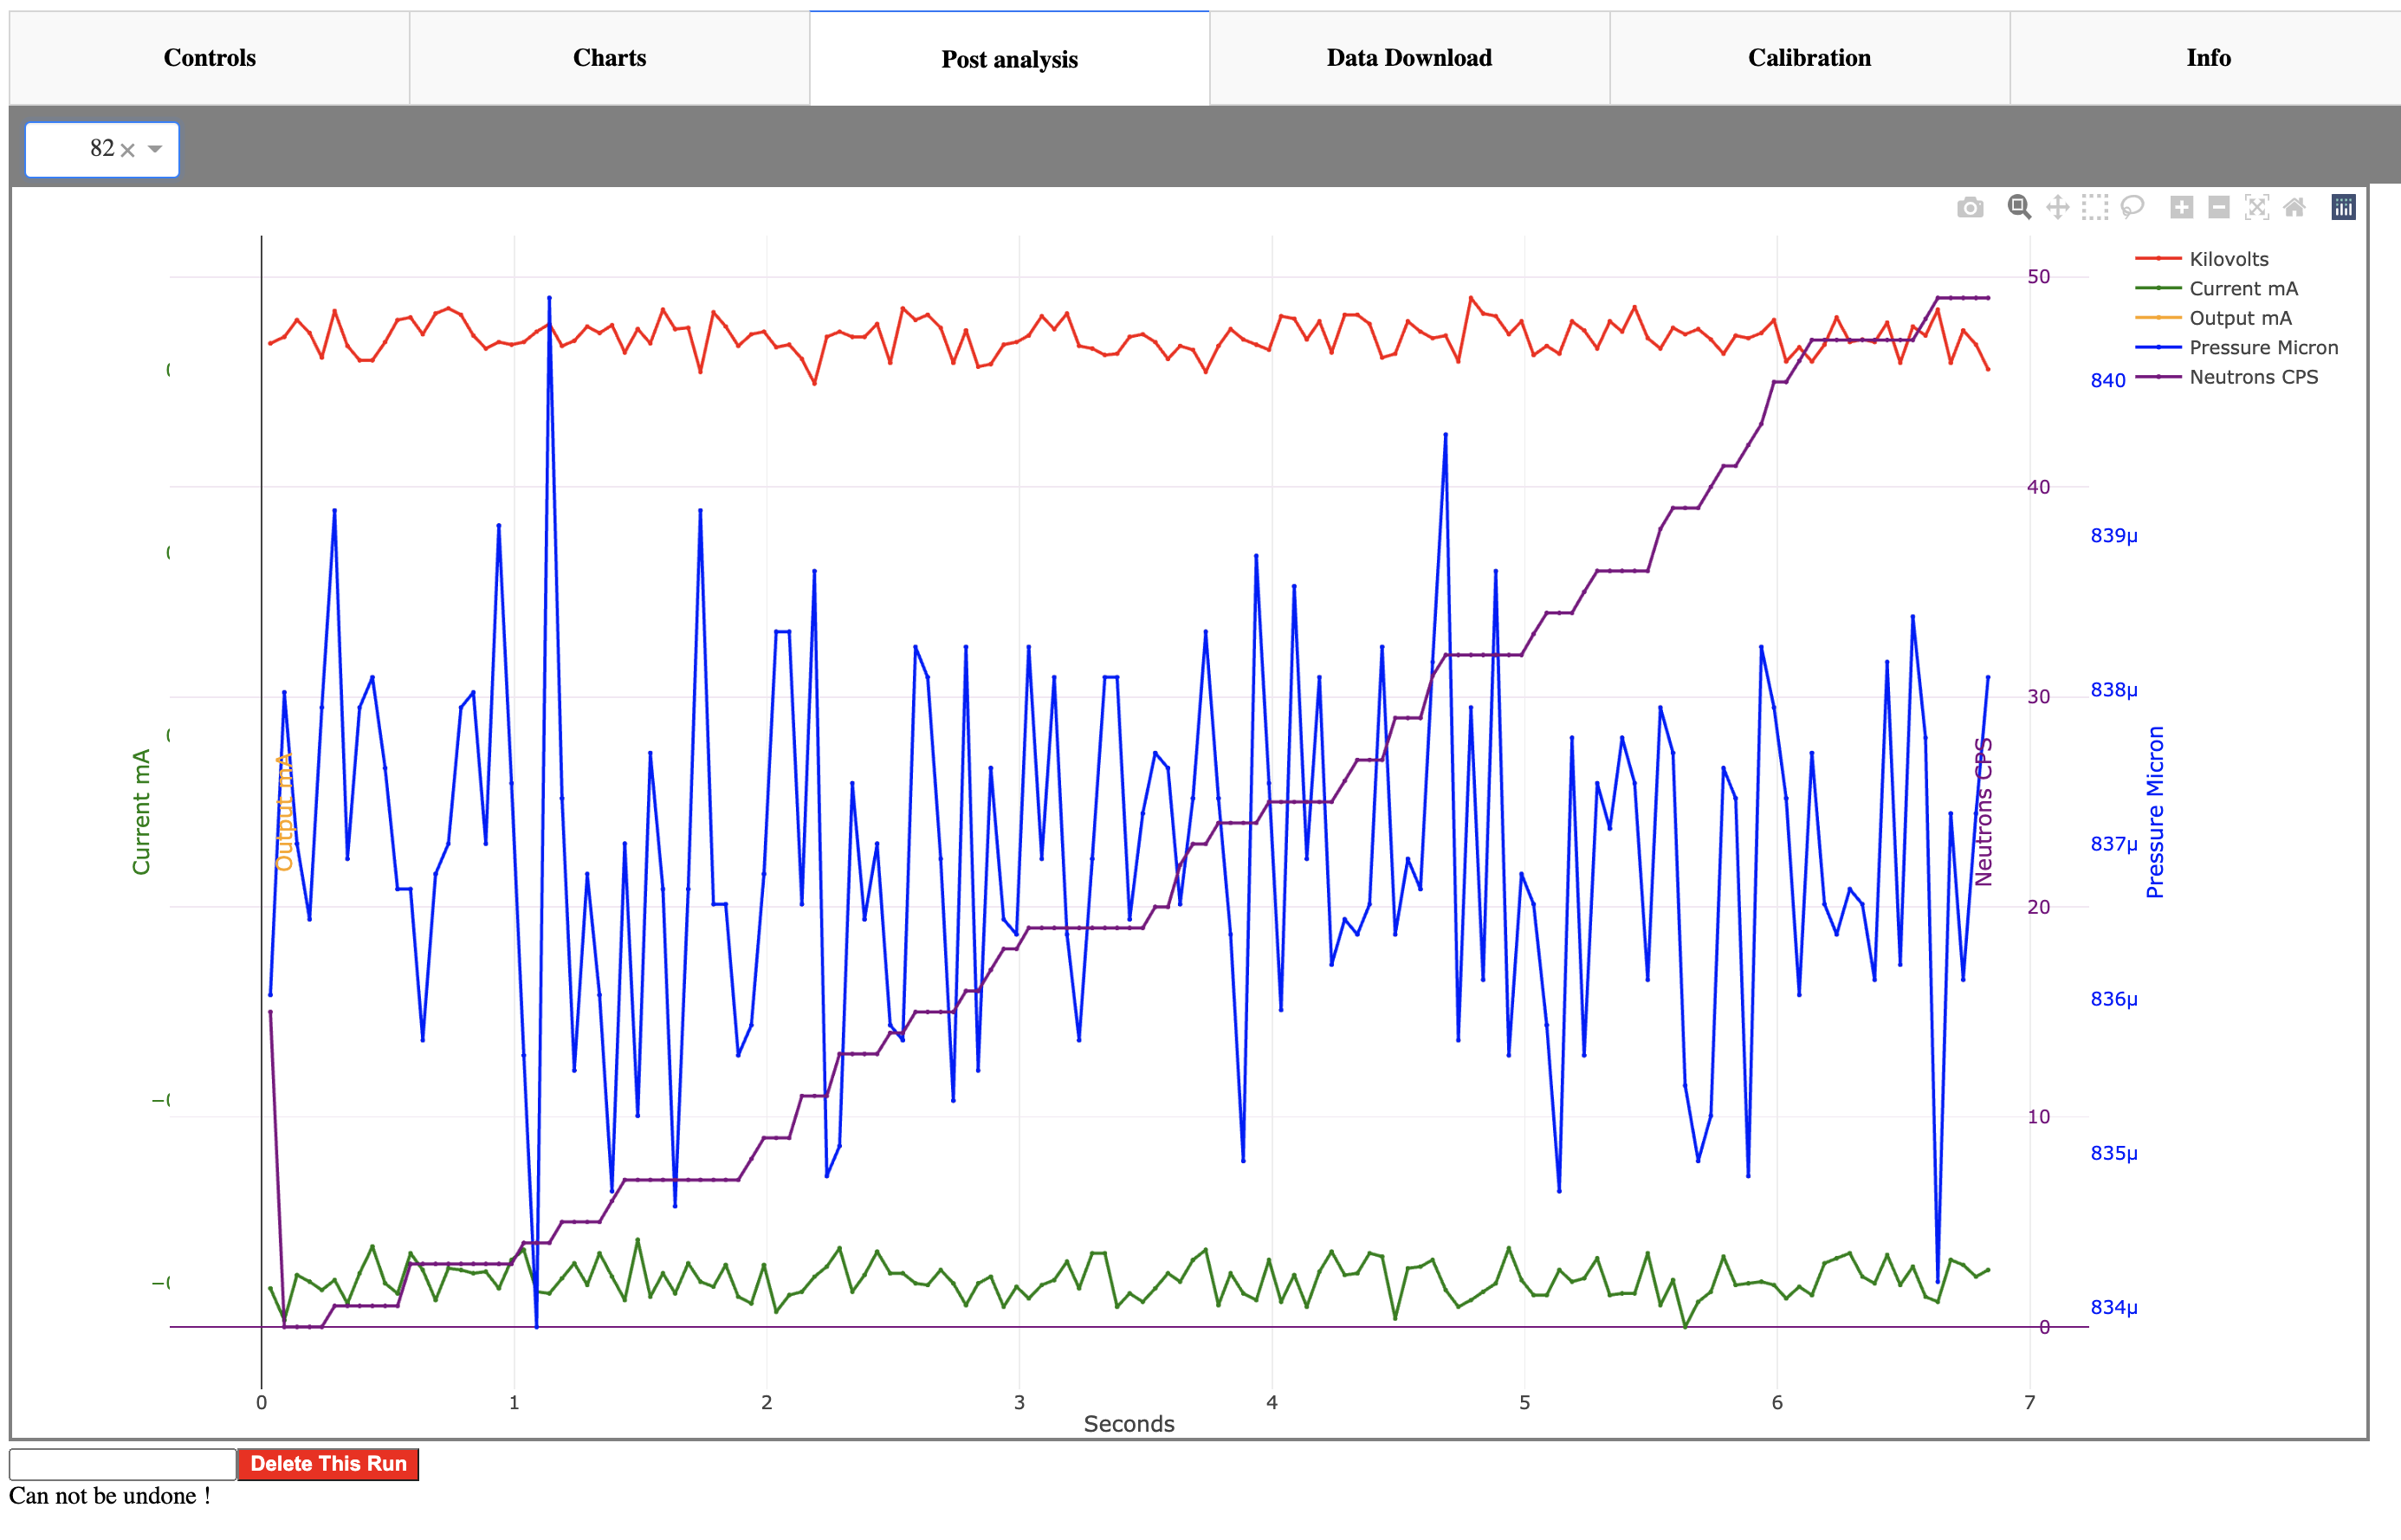 Controls
Charts
Post analysis
Data Download
Calibration
Info
82
Kilovolts
Current mA
Output mA
Pressure Micron
Neutrons CPS
50
40
30
20
10
0
840
839μ
838μ
837μ
836μ
835μ
834μ
Current mA
Output mA
Neutrons CPS
Pressure Micron
0 1 2 3 4 5 6 7
Seconds
Delete This Run
Can not be undone !